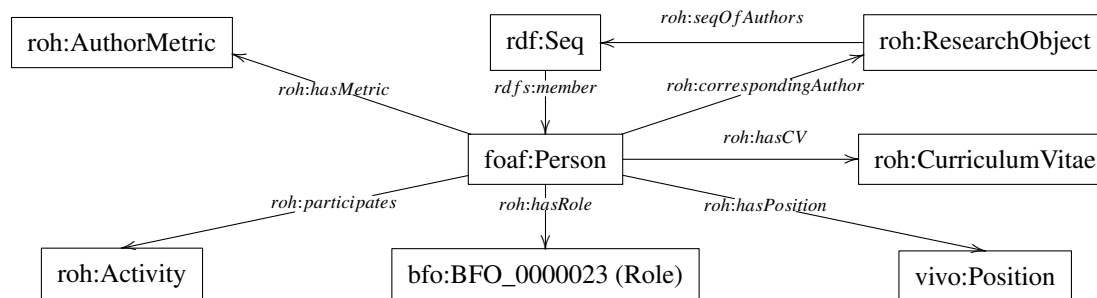 roh:seqOfAuthors
roh:AuthorMetric
rdf:Seq
roh:ResearchObject
roh:hasMetric
rdfs:member
roh:correspondingAuthor
foaf:Person
roh:hasCV
roh:CurriculumVitae
roh:participates
roh:hasRole
roh:hasPosition
roh:Activity
bfo:BFO_0000023 (Role)
vivo:Position